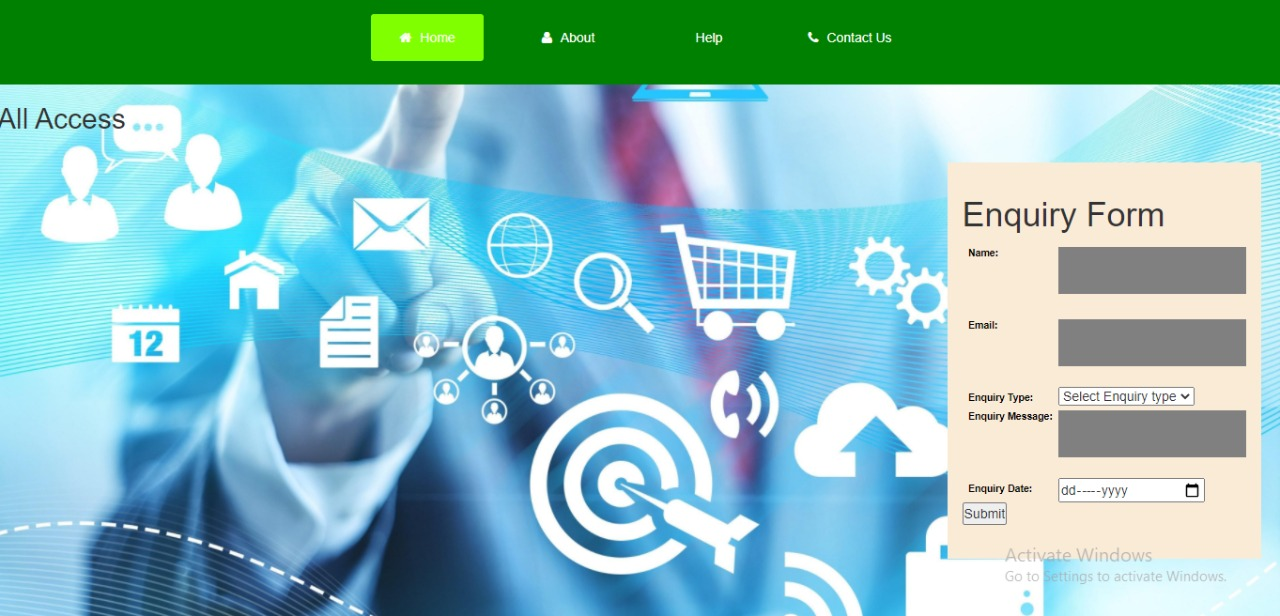 Home About Help Contact Us
All Access
12
Enquiry Form
Name:
Email:
Enquiry Type: Select Enquiry type
Enquiry Message:
Enquiry Date: dd-----yyyy
Submit
Activate Windows
Go to Settings to activate Windows.